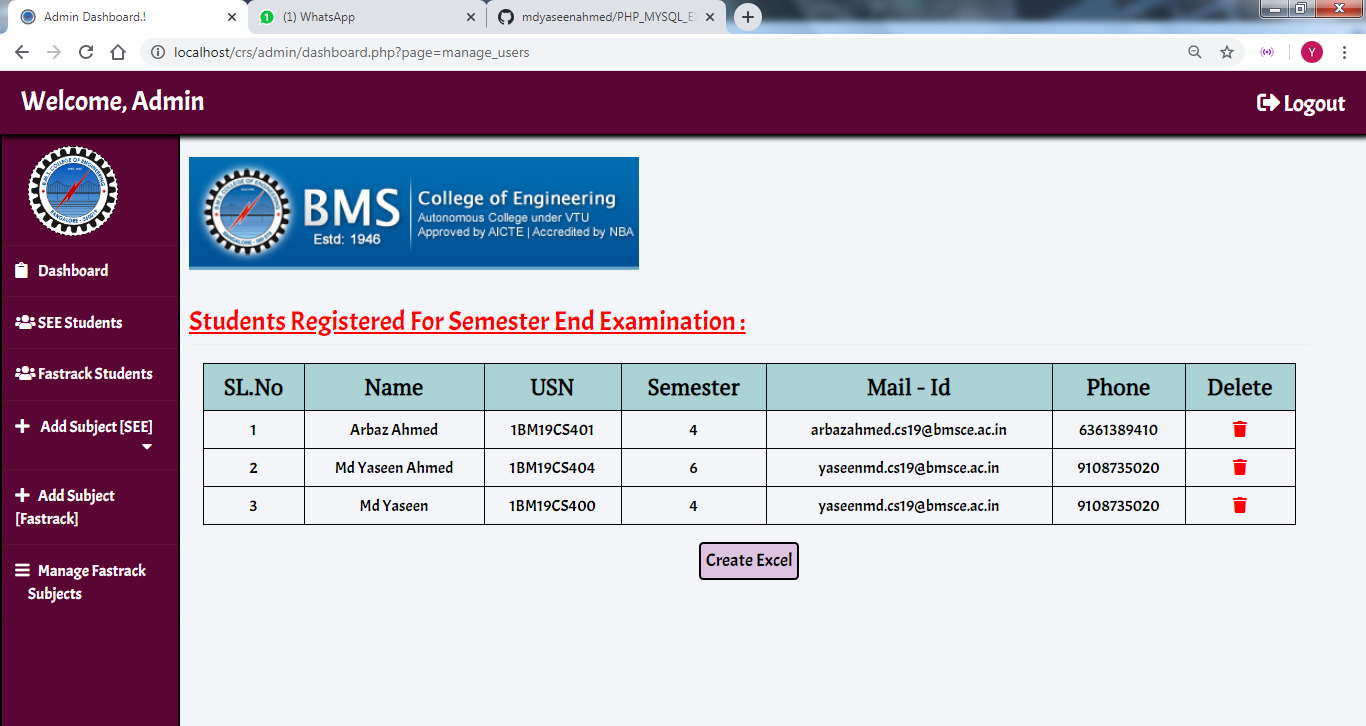 Admin Dashboard.!
(1) WhatsApp
mdyaseenahmed/PHP_MYSQL_E
localhost/crs/admin/dashboard.php?page=manage_users
Y
Welcome, Admin
Logout
B.M.S. COLLEGE OF ENGINEERING
Dashboard
SEE Students
Fastrack Students
Add Subject [SEE]
Add Subject
[Fastrack]
Manage Fastrack
Subjects
BMS
Estd: 1946
College of Engineering
Autonomous College under VTU
Approved by AICTE | Accredited by NBA
Students Registered For Semester End Examination :
SL.No Name USN Semester Mail - Id Phone Delete
1 Arbaz Ahmed 1BM19CS401 4 arbazahmed.cs19@bmsce.ac.in 6361389410
2 Md Yaseen Ahmed 1BM19CS404 6 yaseenmd.cs19@bmsce.ac.in 9108735020
3 Md Yaseen 1BM19CS400 4 yaseenmd.cs19@bmsce.ac.in 9108735020
Create Excel